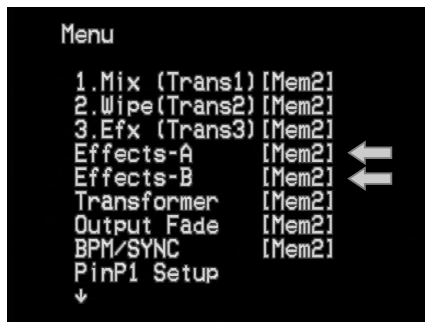 Menu
1.Mix (Trans1)[Mem2]
2.Wipe(Trans2)[Mem2]
3.Efx (Trans3)[Mem2]
Effects-A [Mem2]
Effects-B [Mem2]
Transformer [Mem2]
Output Fade [Mem2]
BPM/SYNC [Mem2]
PinP1 Setup